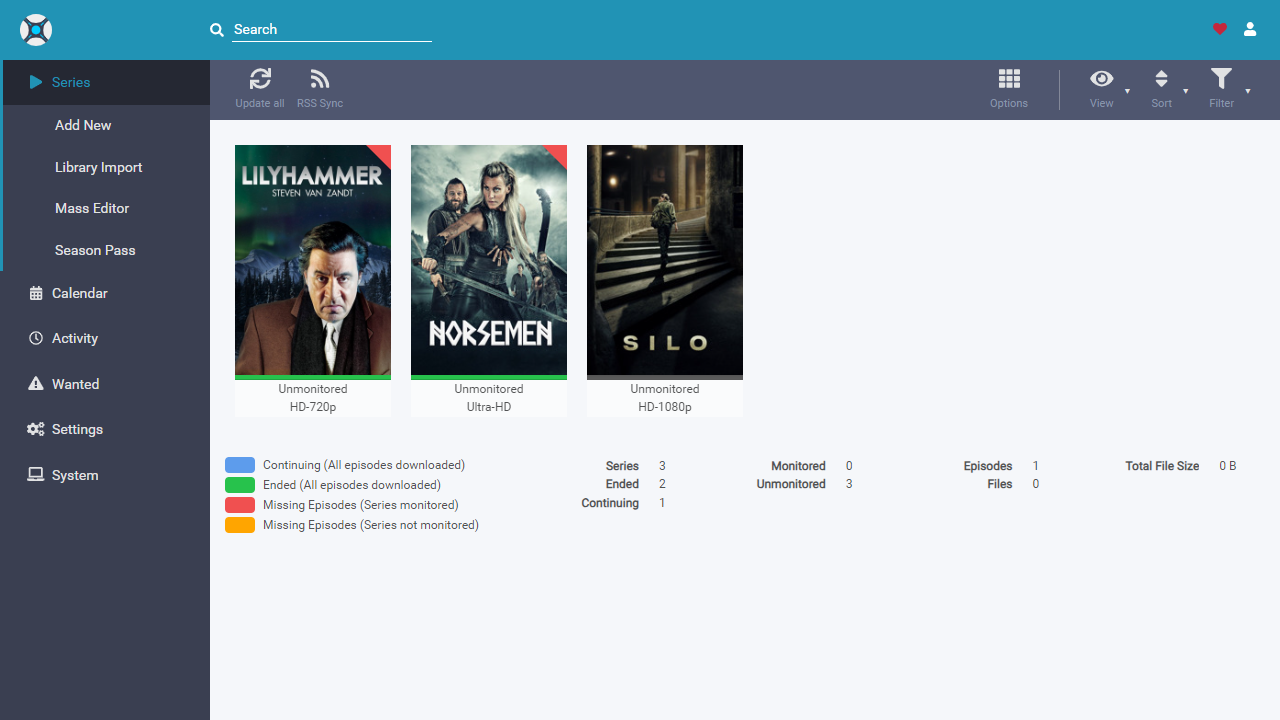 Search
Series
Add New
Library Import
Mass Editor
Season Pass
Calendar
Activity
Wanted
Settings
System
Update all
RSS Sync
Options
View
Sort
Filter
LILYHAMMER
STEVEN VAN ZANDT
Unmonitored
HD-720p
NORSEMEN
Unmonitored
Ultra-HD
SILO
Unmonitored
HD-1080p
Continuing (All episodes downloaded)
Ended (All episodes downloaded)
Missing Episodes (Series monitored)
Missing Episodes (Series not monitored)
Series 3
Ended 2
Continuing 1
Monitored 0
Unmonitored 3
Episodes 1
Files 0
Total File Size 0 B